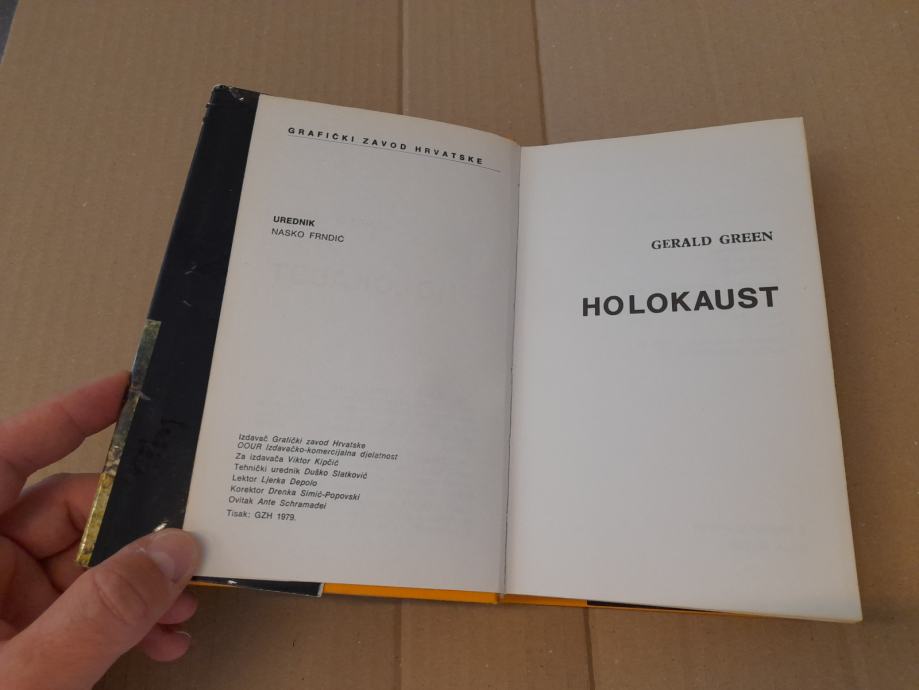 GRAFIČKI ZAVOD HRVATSKE
UREDNIK
NASKO FRNDIĆ
Izdavač Grafički zavod Hrvatske
OOUR Izdavačko-komercijalna djelatnost
Za izdavača Viktor Kipčić
Tehnički urednik Duško Slatković
Lektor Ljerka Depolo
Korektor Drenka Simić-Popovski
Ovitak Ante Schramadei
Tisak: GZH 1979.
GERALD GREEN
HOLOKAUST